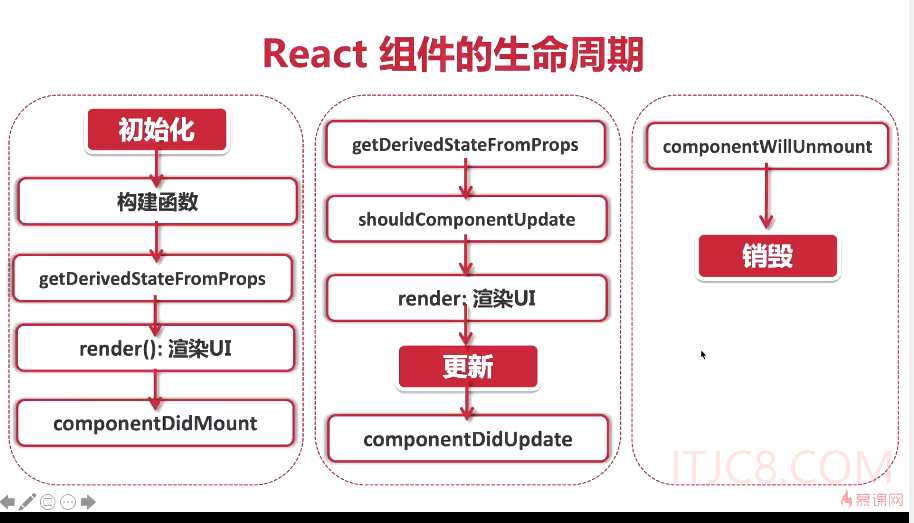 React 组件的生命周期
初始化
构建函数
getDerivedStateFromProps
render(): 渲染UI
componentDidMount
getDerivedStateFromProps
shouldComponentUpdate
render: 渲染UI
更新
componentDidUpdate
componentWillUnmount
销毁
ITJC8.COM
慕课网